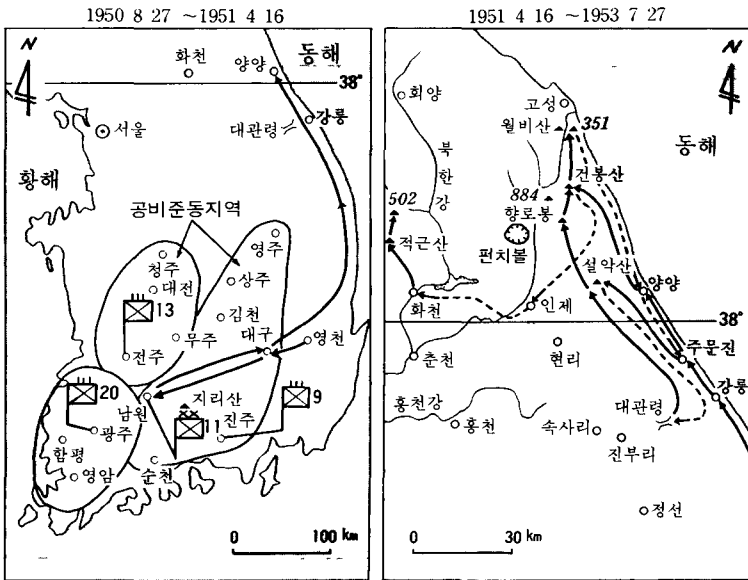 1950 8 27 ~1951 4 16
N
동해
화천
양양
38°
강릉
대관령
서울
황해
공비준동지역
영주
청주
상주
대전
13
김천
무주
대구
영천
전주
20
남원
지리산
9
광주
11
진주
함평
영암
순천
0 100 km
1951 4 16 ~1953 7 27
N
회양
고성
월비산
351
동해
북한강
건봉산
884
502
향로봉
적근산
펀치볼
설악산
양양
화천
인제
38°
춘천
현리
주문진
강릉
홍천강
대관령
홍천
속사리
진부리
정선
0 30 km